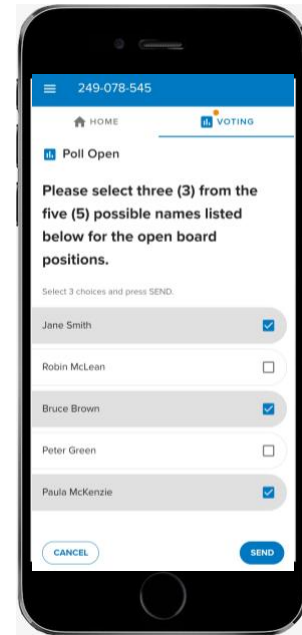 249-078-545
HOME
VOTING
Poll Open
Please select three (3) from the
five (5) possible names listed
below for the open board
positions.
Select 3 choices and press SEND.
Jane Smith
Robin McLean
Bruce Brown
Peter Green
Paula McKenzie
CANCEL
SEND